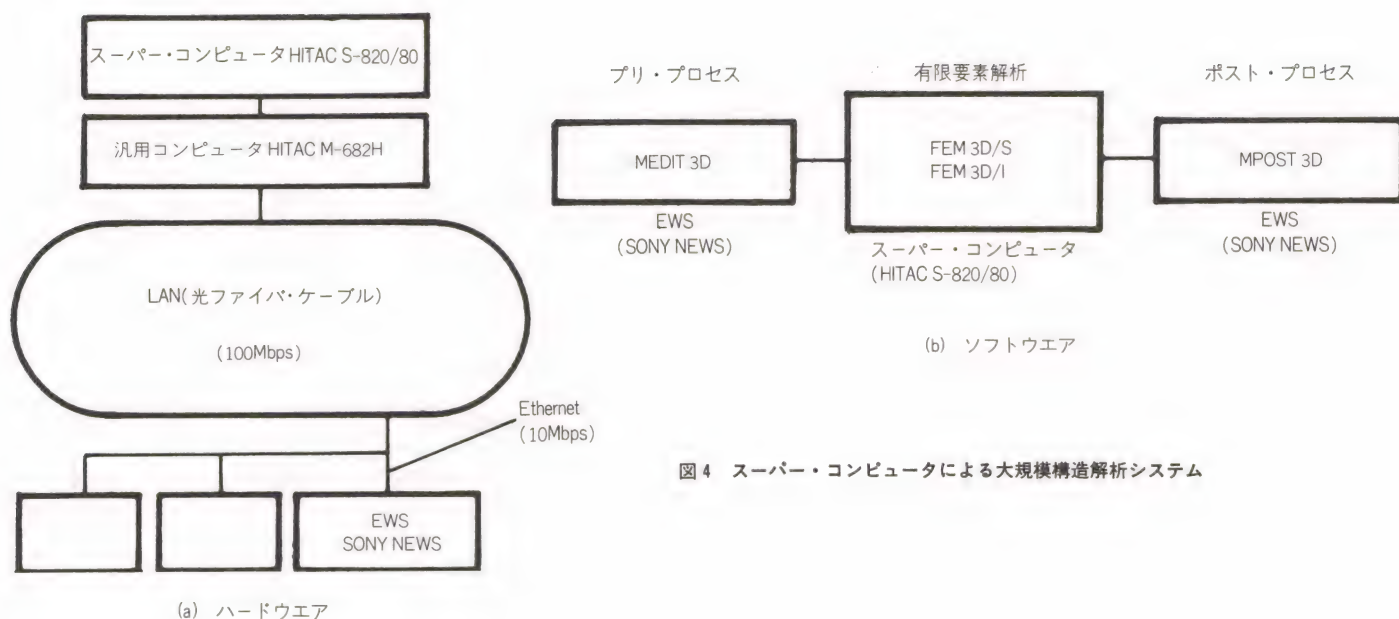 スーパー・コンピュータHITAC S-820/80
汎用コンピュータHITAC M-682H
LAN(光ファイバ・ケーブル)
(100Mbps)
Ethernet
(10Mbps)
EWS
SONY NEWS
(a) ハードウエア
プリ・プロセス
MEDIT 3D
EWS
(SONY NEWS)
有限要素解析
FEM 3D/S
FEM 3D/I
スーパー・コンピュータ
(HITAC S-820/80)
ポスト・プロセス
MPOST 3D
EWS
(SONY NEWS)
(b) ソフトウエア
図4 スーパー・コンピュータによる大規模構造解析システム